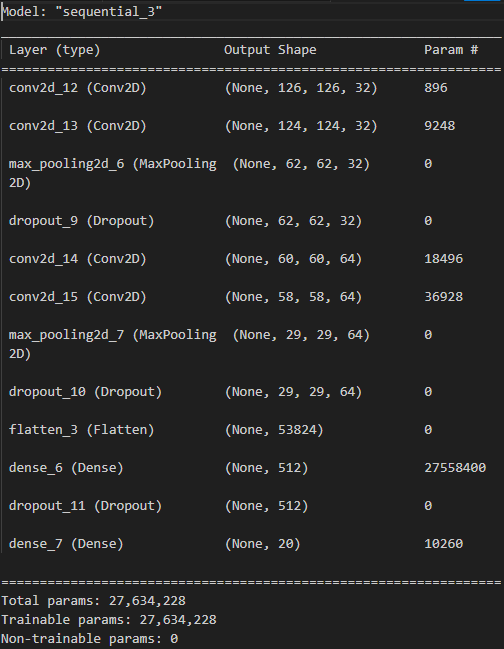 Model: "sequential_3"
Layer (type) Output Shape Param #
conv2d_12 (Conv2D) (None, 126, 126, 32) 896
conv2d_13 (Conv2D) (None, 124, 124, 32) 9248
max_pooling2d_6 (MaxPooling (None, 62, 62, 32) 0
2D)
dropout_9 (Dropout) (None, 62, 62, 32) 0
conv2d_14 (Conv2D) (None, 60, 60, 64) 18496
conv2d_15 (Conv2D) (None, 58, 58, 64) 36928
max_pooling2d_7 (MaxPooling (None, 29, 29, 64) 0
2D)
dropout_10 (Dropout) (None, 29, 29, 64) 0
flatten_3 (Flatten) (None, 53824) 0
dense_6 (Dense) (None, 512) 27558400
dropout_11 (Dropout) (None, 512) 0
dense_7 (Dense) (None, 20) 10260
Total params: 27,634,228
Trainable params: 27,634,228
Non-trainable params: 0